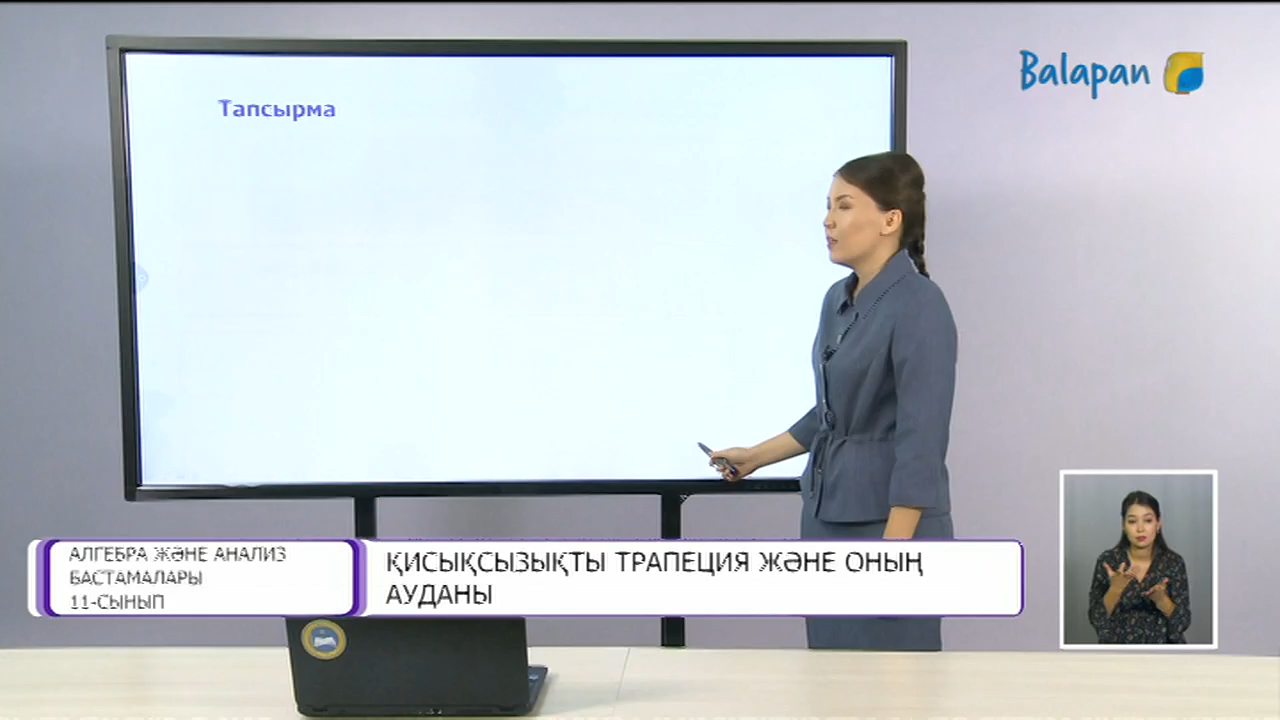 Тапсырма
Balapan
АЛГЕБРА ЖӘНЕ АНАЛИЗ
БАСТАМАЛАРЫ
11-СЫНЫП
ҚИСЫҚСЫЗЫҚТЫ ТРАПЕЦИЯ ЖӘНЕ ОНЫҢ
АУДАНЫ